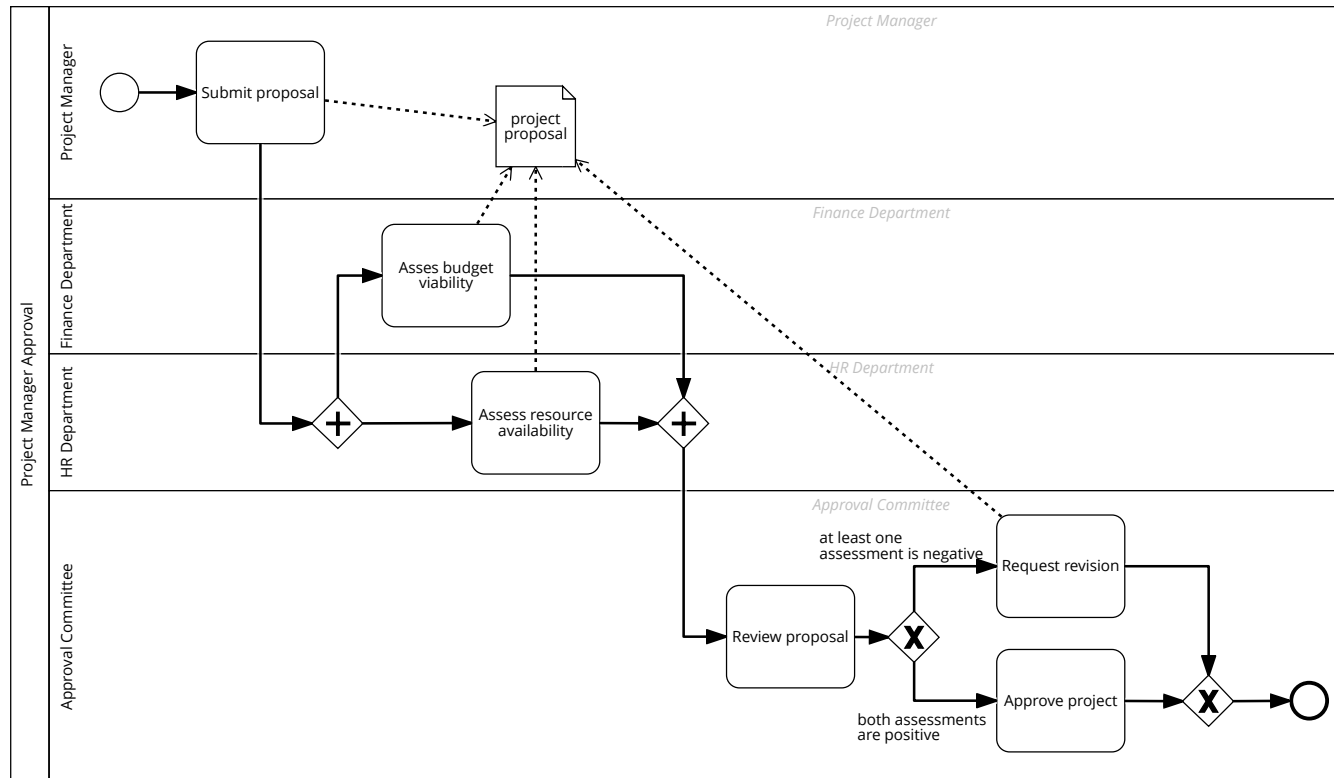 Project Manager Approval
Project Manager
Project Manager
Submit proposal
project
proposal
Finance Department
Finance Department
Asses budget
viability
HR Department
HR Department
Assess resource
availability
Approval Committee
Approval Committee
at least one
assessment is negative
Request revision
Review proposal
X
both assessments
are positive
Approve project
X